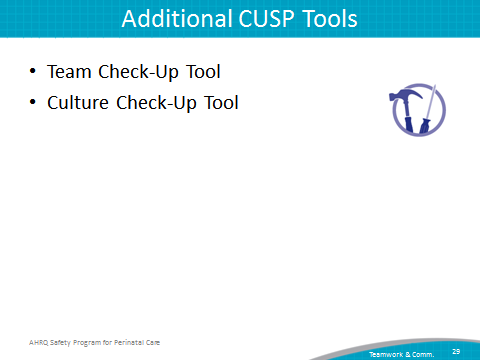 Additional CUSP Tools
• Team Check-Up Tool
• Culture Check-Up Tool
AHRQ Safety Program for Perinatal Care
Teamwork & Comm.
29